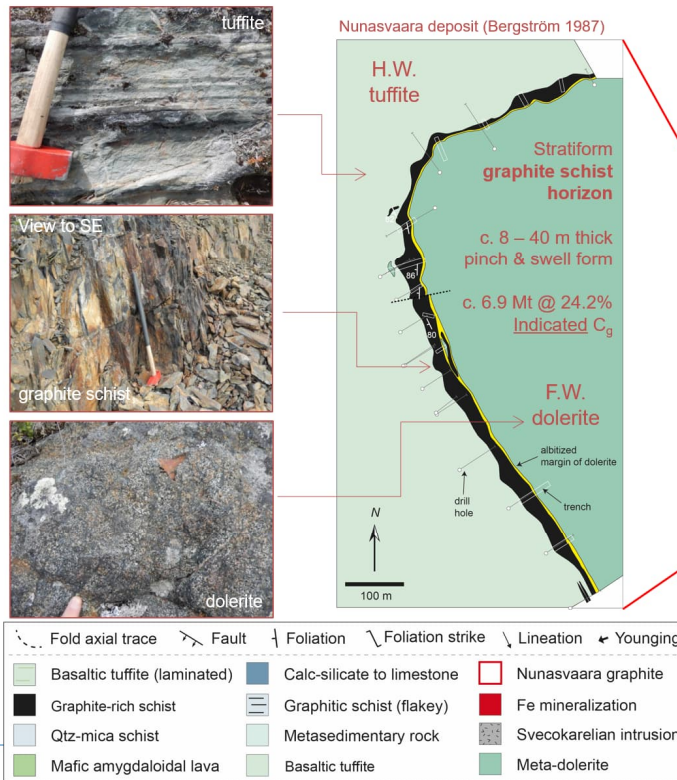 tuffite
View to SE
graphite schist
dolerite
Nunasvaara deposit (Bergström 1987)
H.W.
tuffite
Stratiform
graphite schist
horizon
c. 8 – 40 m thick
pinch & swell form
c. 6.9 Mt @ 24.2%
Indicated Cg
86
80
F.W.
dolerite
albitized
margin of dolerite
drill
hole
trench
N
100 m
Fold axial trace
Fault
Foliation
Foliation strike
Lineation
Younging
Basaltic tuffite (laminated)
Calc-silicate to limestone
Nunasvaara graphite
Graphite-rich schist
Graphitic schist (flakey)
Fe mineralization
Qtz-mica schist
Metasedimentary rock
Svecokarelian intrusion
Mafic amygdaloidal lava
Basaltic tuffite
Meta-dolerite